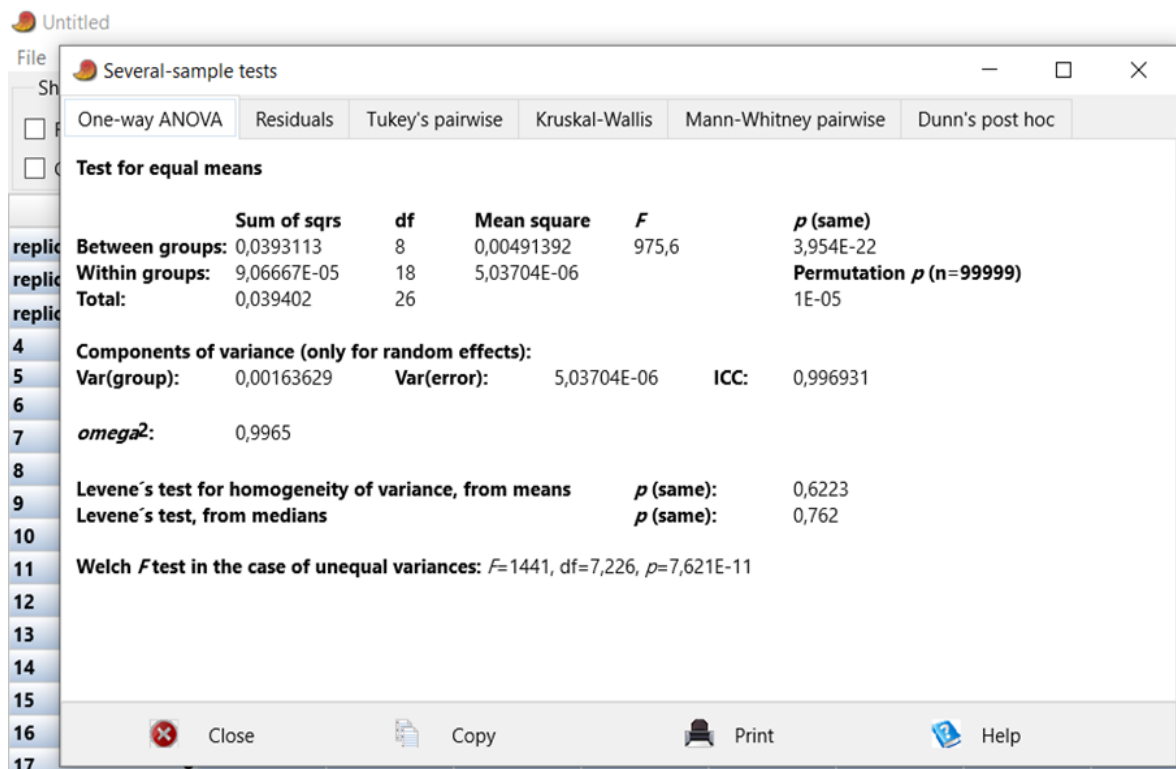 Untitled
File
Several-sample tests
Sh
One-way ANOVA Residuals Tukey's pairwise Kruskal-Wallis Mann-Whitney pairwise Dunn's post hoc
Test for equal means
Sum of sqrs df Mean square F p (same)
Between groups: 0,0393113 8 0,00491392 975,6 3,954E-22
Within groups: 9,06667E-05 18 5,03704E-06 Permutation p (n=99999)
Total: 0,039402 26 1E-05
Components of variance (only for random effects):
Var(group): 0,00163629 Var(error): 5,03704E-06 ICC: 0,996931
omega2: 0,9965
Levene´s test for homogeneity of variance, from means p (same): 0,6223
Levene´s test, from medians p (same): 0,762
Welch F test in the case of unequal variances: F=1441, df=7,226, p=7,621E-11
replic
replic
replic
4
5
6
7
8
9
10
11
12
13
14
15
16
17
Close Copy Print Help